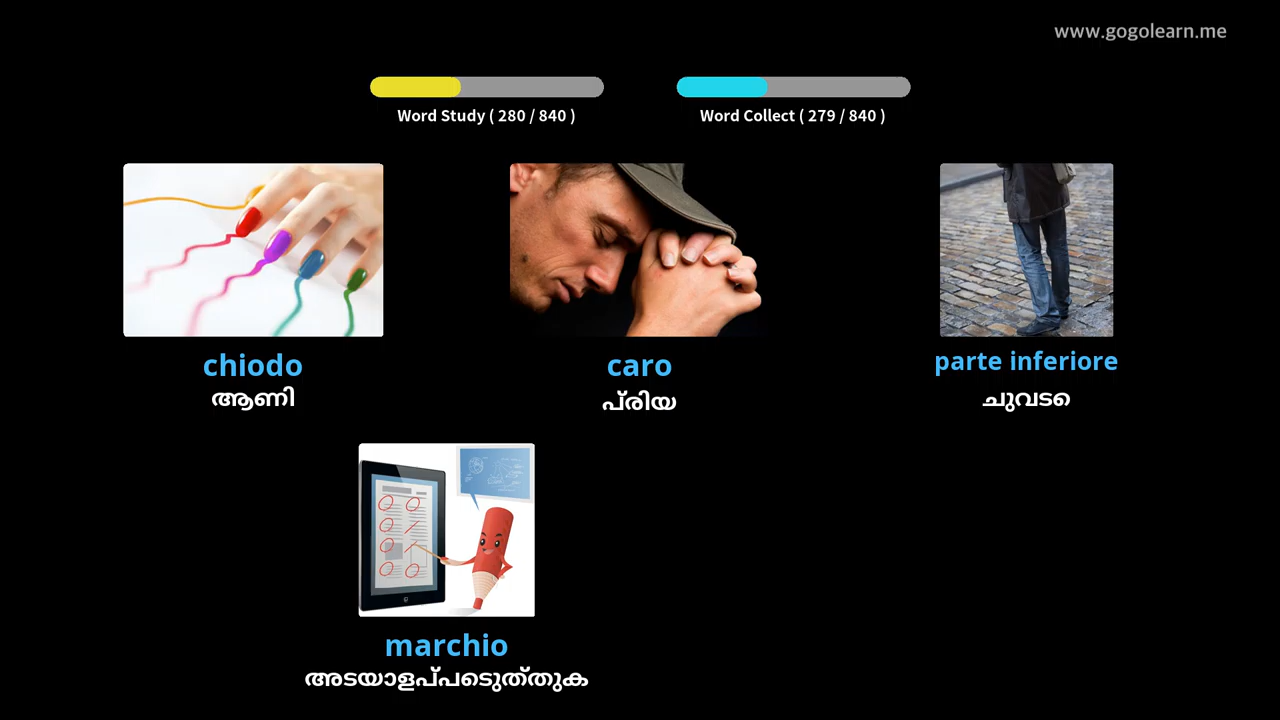 www.gogolearn.me
Word Study ( 280 / 840 )
Word Collect ( 279 / 840 )
chiodo
ആണി
caro
പ്രിയ
parte inferiore
ചുവടെ
marchio
അടയാളപ്പടെുത്തുക